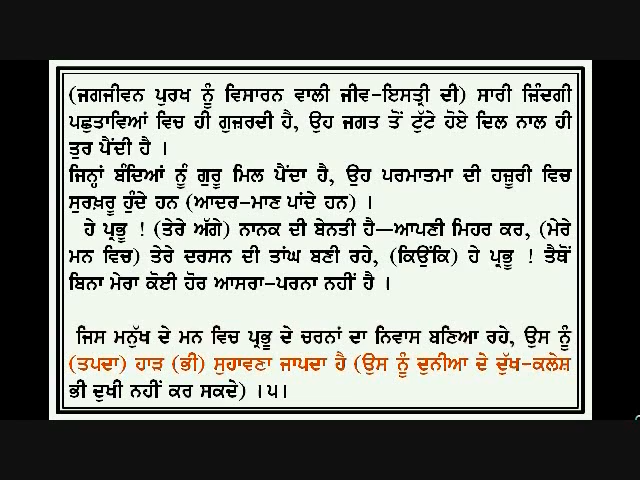 (ਜਗਜੀਵਨ ਪੁਰਖ ਨੂੰ ਵਿਸਾਰਨ ਵਾਲੀ ਜੀਵ-ਇਸਤ੍ਰੀ ਦੀ) ਸਾਰੀ ਜ਼ਿੰਦਗੀ
ਪਛੁਤਾਵਿਆਂ ਵਿਚ ਹੀ ਗੁਜ਼ਰਦੀ ਹੈ, ਉਹ ਜਗਤ ਤੋਂ ਟੁੱਟੇ ਹੋਏ ਦਿਲ ਨਾਲ ਹੀ
ਤੁਰ ਪੈਂਦੀ ਹੈ ।
ਜਿਨ੍ਹਾਂ ਬੰਦਿਆਂ ਨੂੰ ਗੁਰੂ ਮਿਲ ਪੈਂਦਾ ਹੈ, ਉਹ ਪਰਮਾਤਮਾ ਦੀ ਹਜ਼ੂਰੀ ਵਿਚ
ਸੁਰਖ਼ਰੂ ਹੁੰਦੇ ਹਨ (ਆਦਰ-ਮਾਣ ਪਾਂਦੇ ਹਨ) ।
ਹੇ ਪ੍ਰਭੂ ! (ਤੇਰੇ ਅੱਗੇ) ਨਾਨਕ ਦੀ ਬੇਨਤੀ ਹੈ—ਆਪਣੀ ਮਿਹਰ ਕਰ, (ਮੇਰੇ
ਮਨ ਵਿਚ) ਤੇਰੇ ਦਰਸਨ ਦੀ ਤਾਂਘ ਬਣੀ ਰਹੇ, (ਕਿਉਂਕਿ) ਹੇ ਪ੍ਰਭੂ ! ਤੈਥੋਂ
ਬਿਨਾ ਮੇਰਾ ਕੋਈ ਹੋਰ ਆਸਰਾ-ਪਰਨਾ ਨਹੀਂ ਹੈ ।
ਜਿਸ ਮਨੁੱਖ ਦੇ ਮਨ ਵਿਚ ਪ੍ਰਭੂ ਦੇ ਚਰਨਾਂ ਦਾ ਨਿਵਾਸ ਬਣਿਆ ਰਹੇ, ਉਸ ਨੂੰ
(ਤਪਦਾ) ਹਾੜ (ਭੀ) ਸੁਹਾਵਣਾ ਜਾਪਦਾ ਹੈ (ਉਸ ਨੂੰ ਦੁਨੀਆ ਦੇ ਦੁੱਖ-ਕਲੇਸ਼
ਭੀ ਦੁਖੀ ਨਹੀਂ ਕਰ ਸਕਦੇ) ।੫।